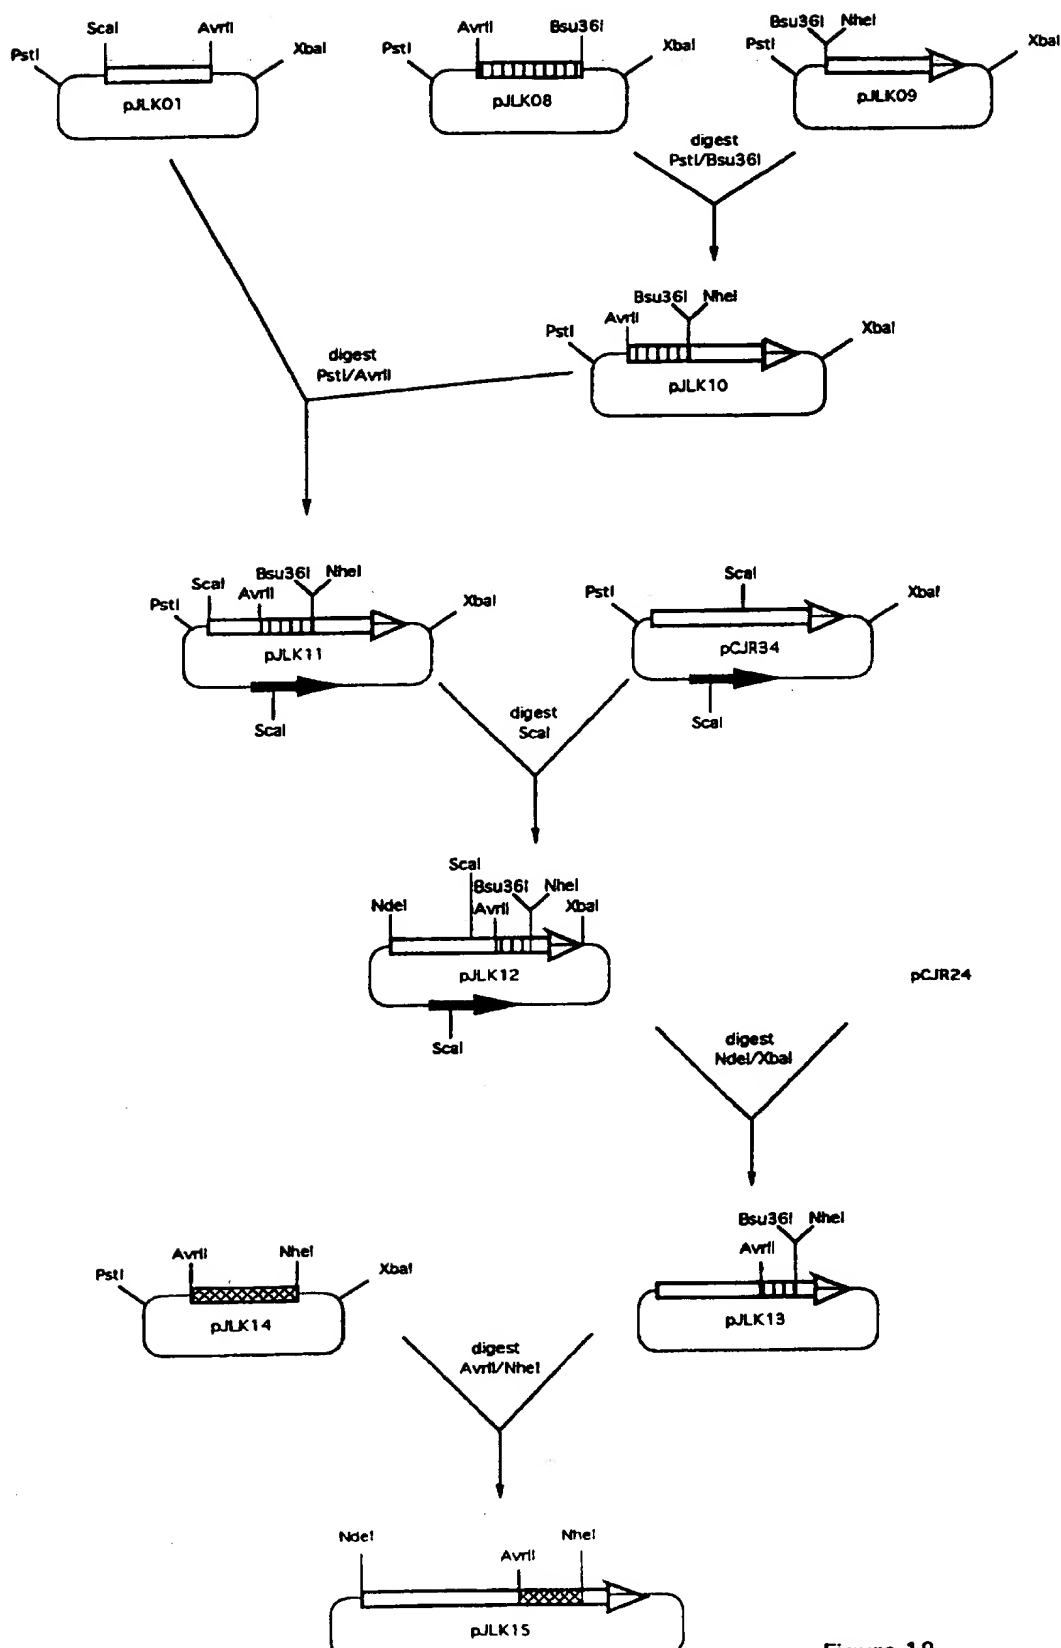 ScaI
AvrII
PstI
XbaI
pJLK01
AvrII
Bsu36I
PstI
XbaI
pJLK08
Bsu36I NheI
PstI
XbaI
pJLK09
digest
PstI/Bsu36I
Bsu36I NheI
AvrII
PstI
XbaI
pJLK10
digest
PstI/AvrII
Bsu36I NheI
ScaI
AvrII
PstI
XbaI
pJLK11
ScaI
ScaI
PstI
XbaI
pCJR34
ScaI
digest
ScaI
ScaI
Bsu36I NheI
NdeI
AvrII
XbaI
pJLK12
ScaI
pCJR24
digest
NdeI/XbaI
Bsu36I NheI
AvrII
pJLK13
AvrII
NheI
PstI
XbaI
pJLK14
digest
AvrII/NheI
NdeI
NheI
AvrII
pJLK15